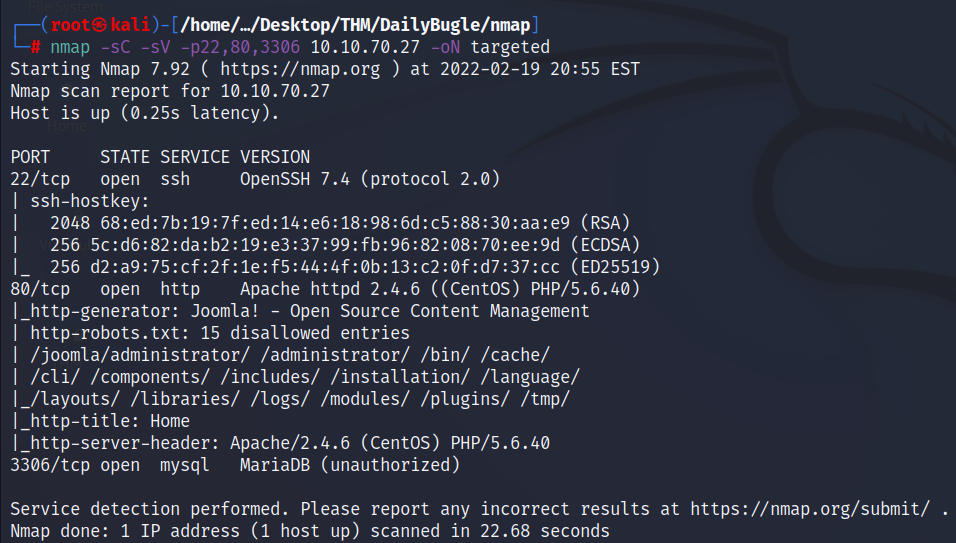 File System
┌──(root㉿kali)-[/home/…/Desktop/THM/DailyBugle/nmap]
└─# nmap -sC -sV -p22,80,3306 10.10.70.27 -oN targeted
Starting Nmap 7.92 ( https://nmap.org ) at 2022-02-19 20:55 EST
Nmap scan report for 10.10.70.27
Host is up (0.25s latency).
Home
PORT     STATE SERVICE VERSION
22/tcp   open  ssh     OpenSSH 7.4 (protocol 2.0)
| ssh-hostkey:
|   2048 68:ed:7b:19:7f:ed:14:e6:18:98:6d:c5:88:30:aa:e9 (RSA)
|   256 5c:d6:82:da:b2:19:e3:37:99:fb:96:82:08:70:ee:9d (ECDSA)
|_  256 d2:a9:75:cf:2f:1e:f5:44:4f:0b:13:c2:0f:d7:37:cc (ED25519)
80/tcp   open  http    Apache httpd 2.4.6 ((CentOS) PHP/5.6.40)
|_http-generator: Joomla! - Open Source Content Management
| http-robots.txt: 15 disallowed entries
| /joomla/administrator/ /administrator/ /bin/ /cache/
| /cli/ /components/ /includes/ /installation/ /language/
|_/layouts/ /libraries/ /logs/ /modules/ /plugins/ /tmp/
|_http-title: Home
|_http-server-header: Apache/2.4.6 (CentOS) PHP/5.6.40
3306/tcp open  mysql   MariaDB (unauthorized)

Service detection performed. Please report any incorrect results at https://nmap.org/submit/ .
Nmap done: 1 IP address (1 host up) scanned in 22.68 seconds